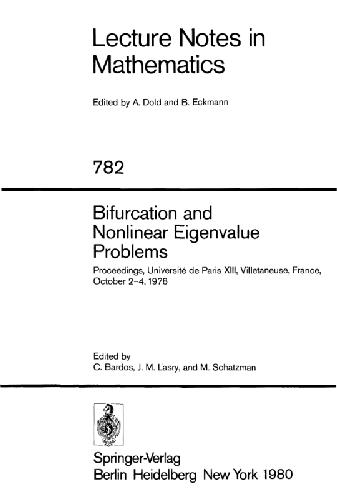 Lecture Notes in
Mathematics
Edited by A. Dold and B. Eckmann
782
Bifurcation and
Nonlinear Eigenvalue
Problems
Proceedings, Université de Paris XIII, Villetaneuse, France,
October 2–4, 1978
Edited by
C. Bardos, J. M. Lasry, and M. Schatzman
Springer-Verlag
Berlin Heidelberg New York 1980